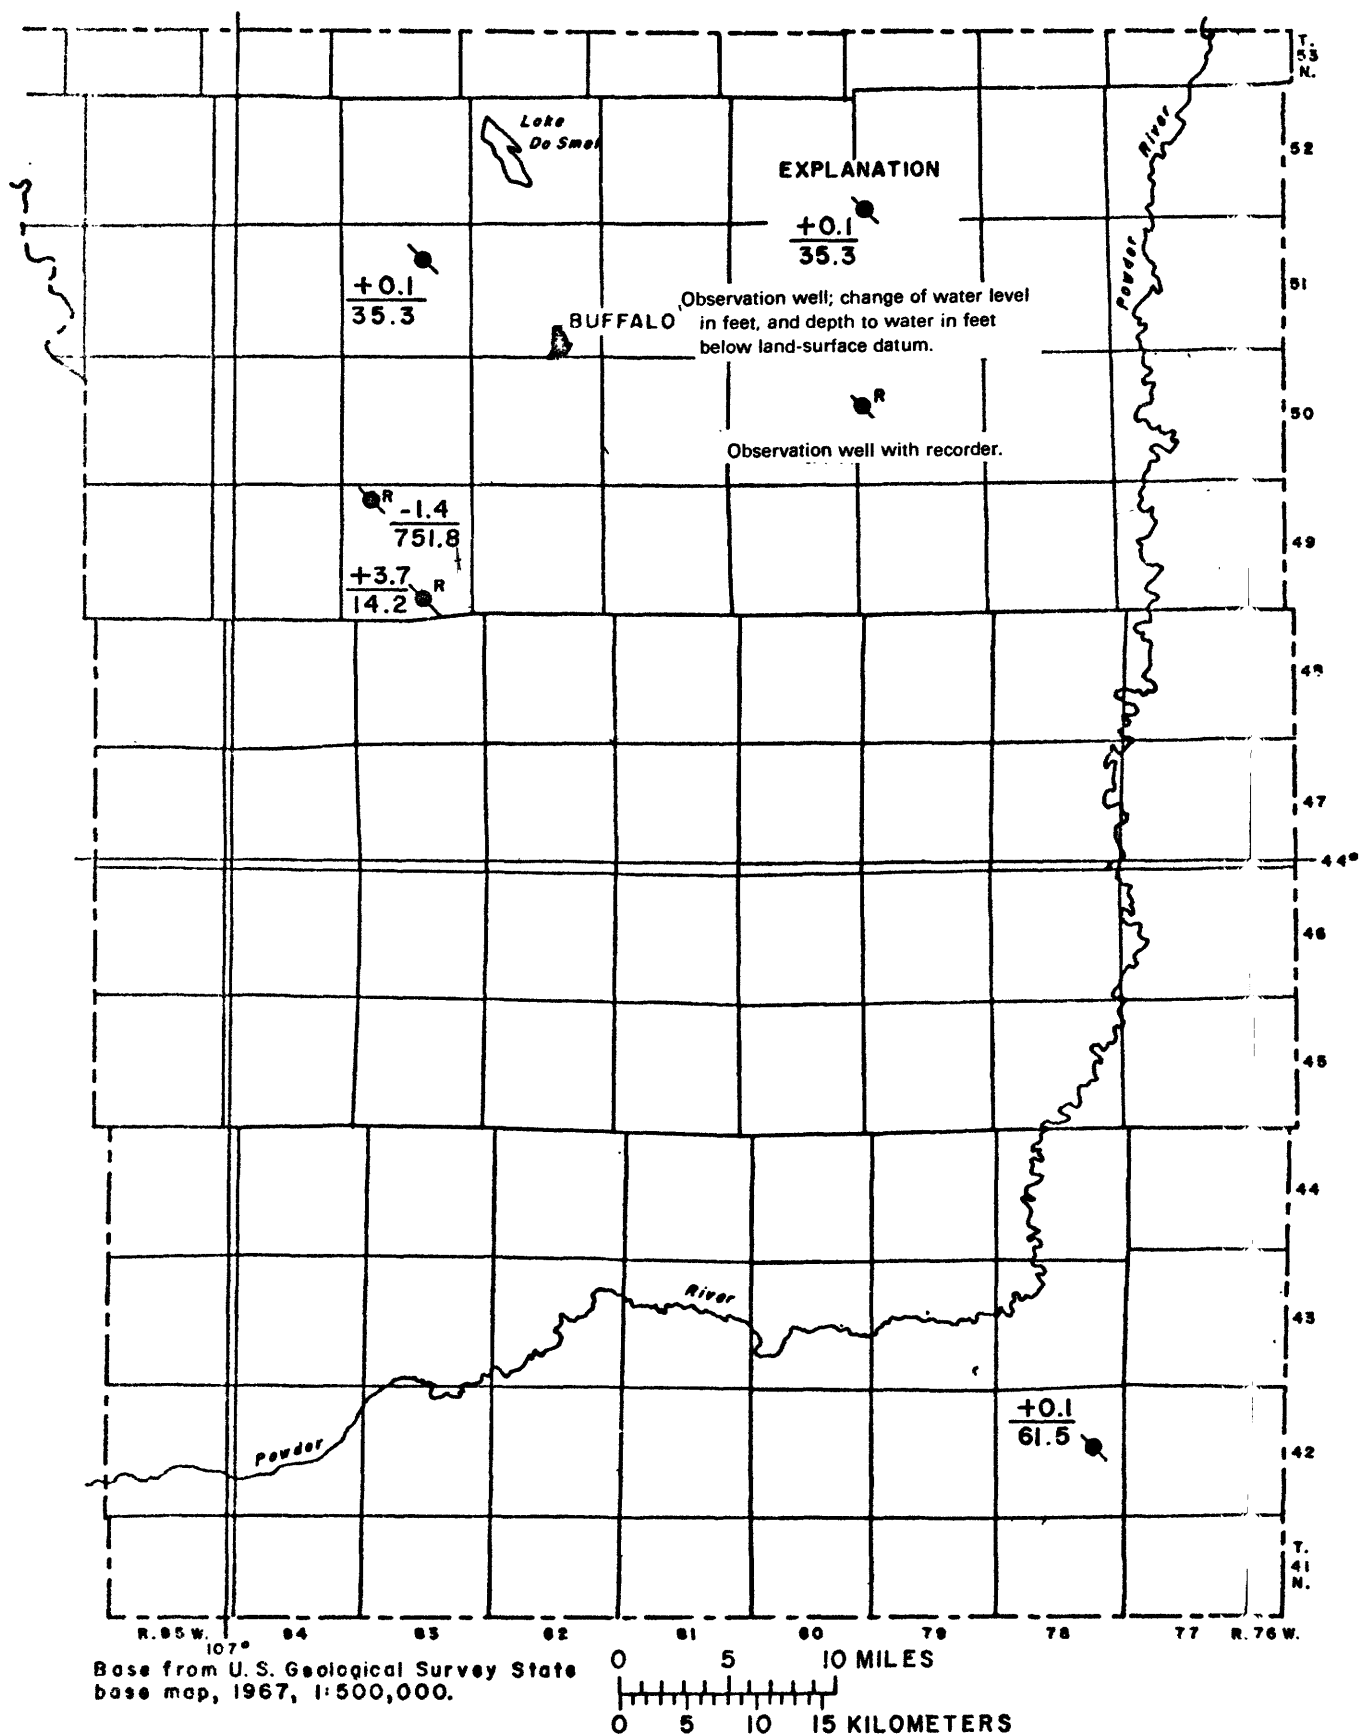 T.
53
N.
Lake
De Smet
52
River
EXPLANATION
+0.1
35.3
Powder
51
+0.1
35.3
BUFFALO
Observation well; change of water level
in feet, and depth to water in feet
below land-surface datum.
R
50
Observation well with recorder.
R
-1.4
751.8
49
+3.7
14.2
R
48
47
44°
46
45
44
River
43
+0.1
61.5
Powder
42
T.
41
N.
R.85 W. 84 83 82 81 80 79 78 77 R.76 W.
107°
Base from U. S. Geological Survey State
base map, 1967, 1:500,000.
0 5 10 MILES
0 5 10 15 KILOMETERS